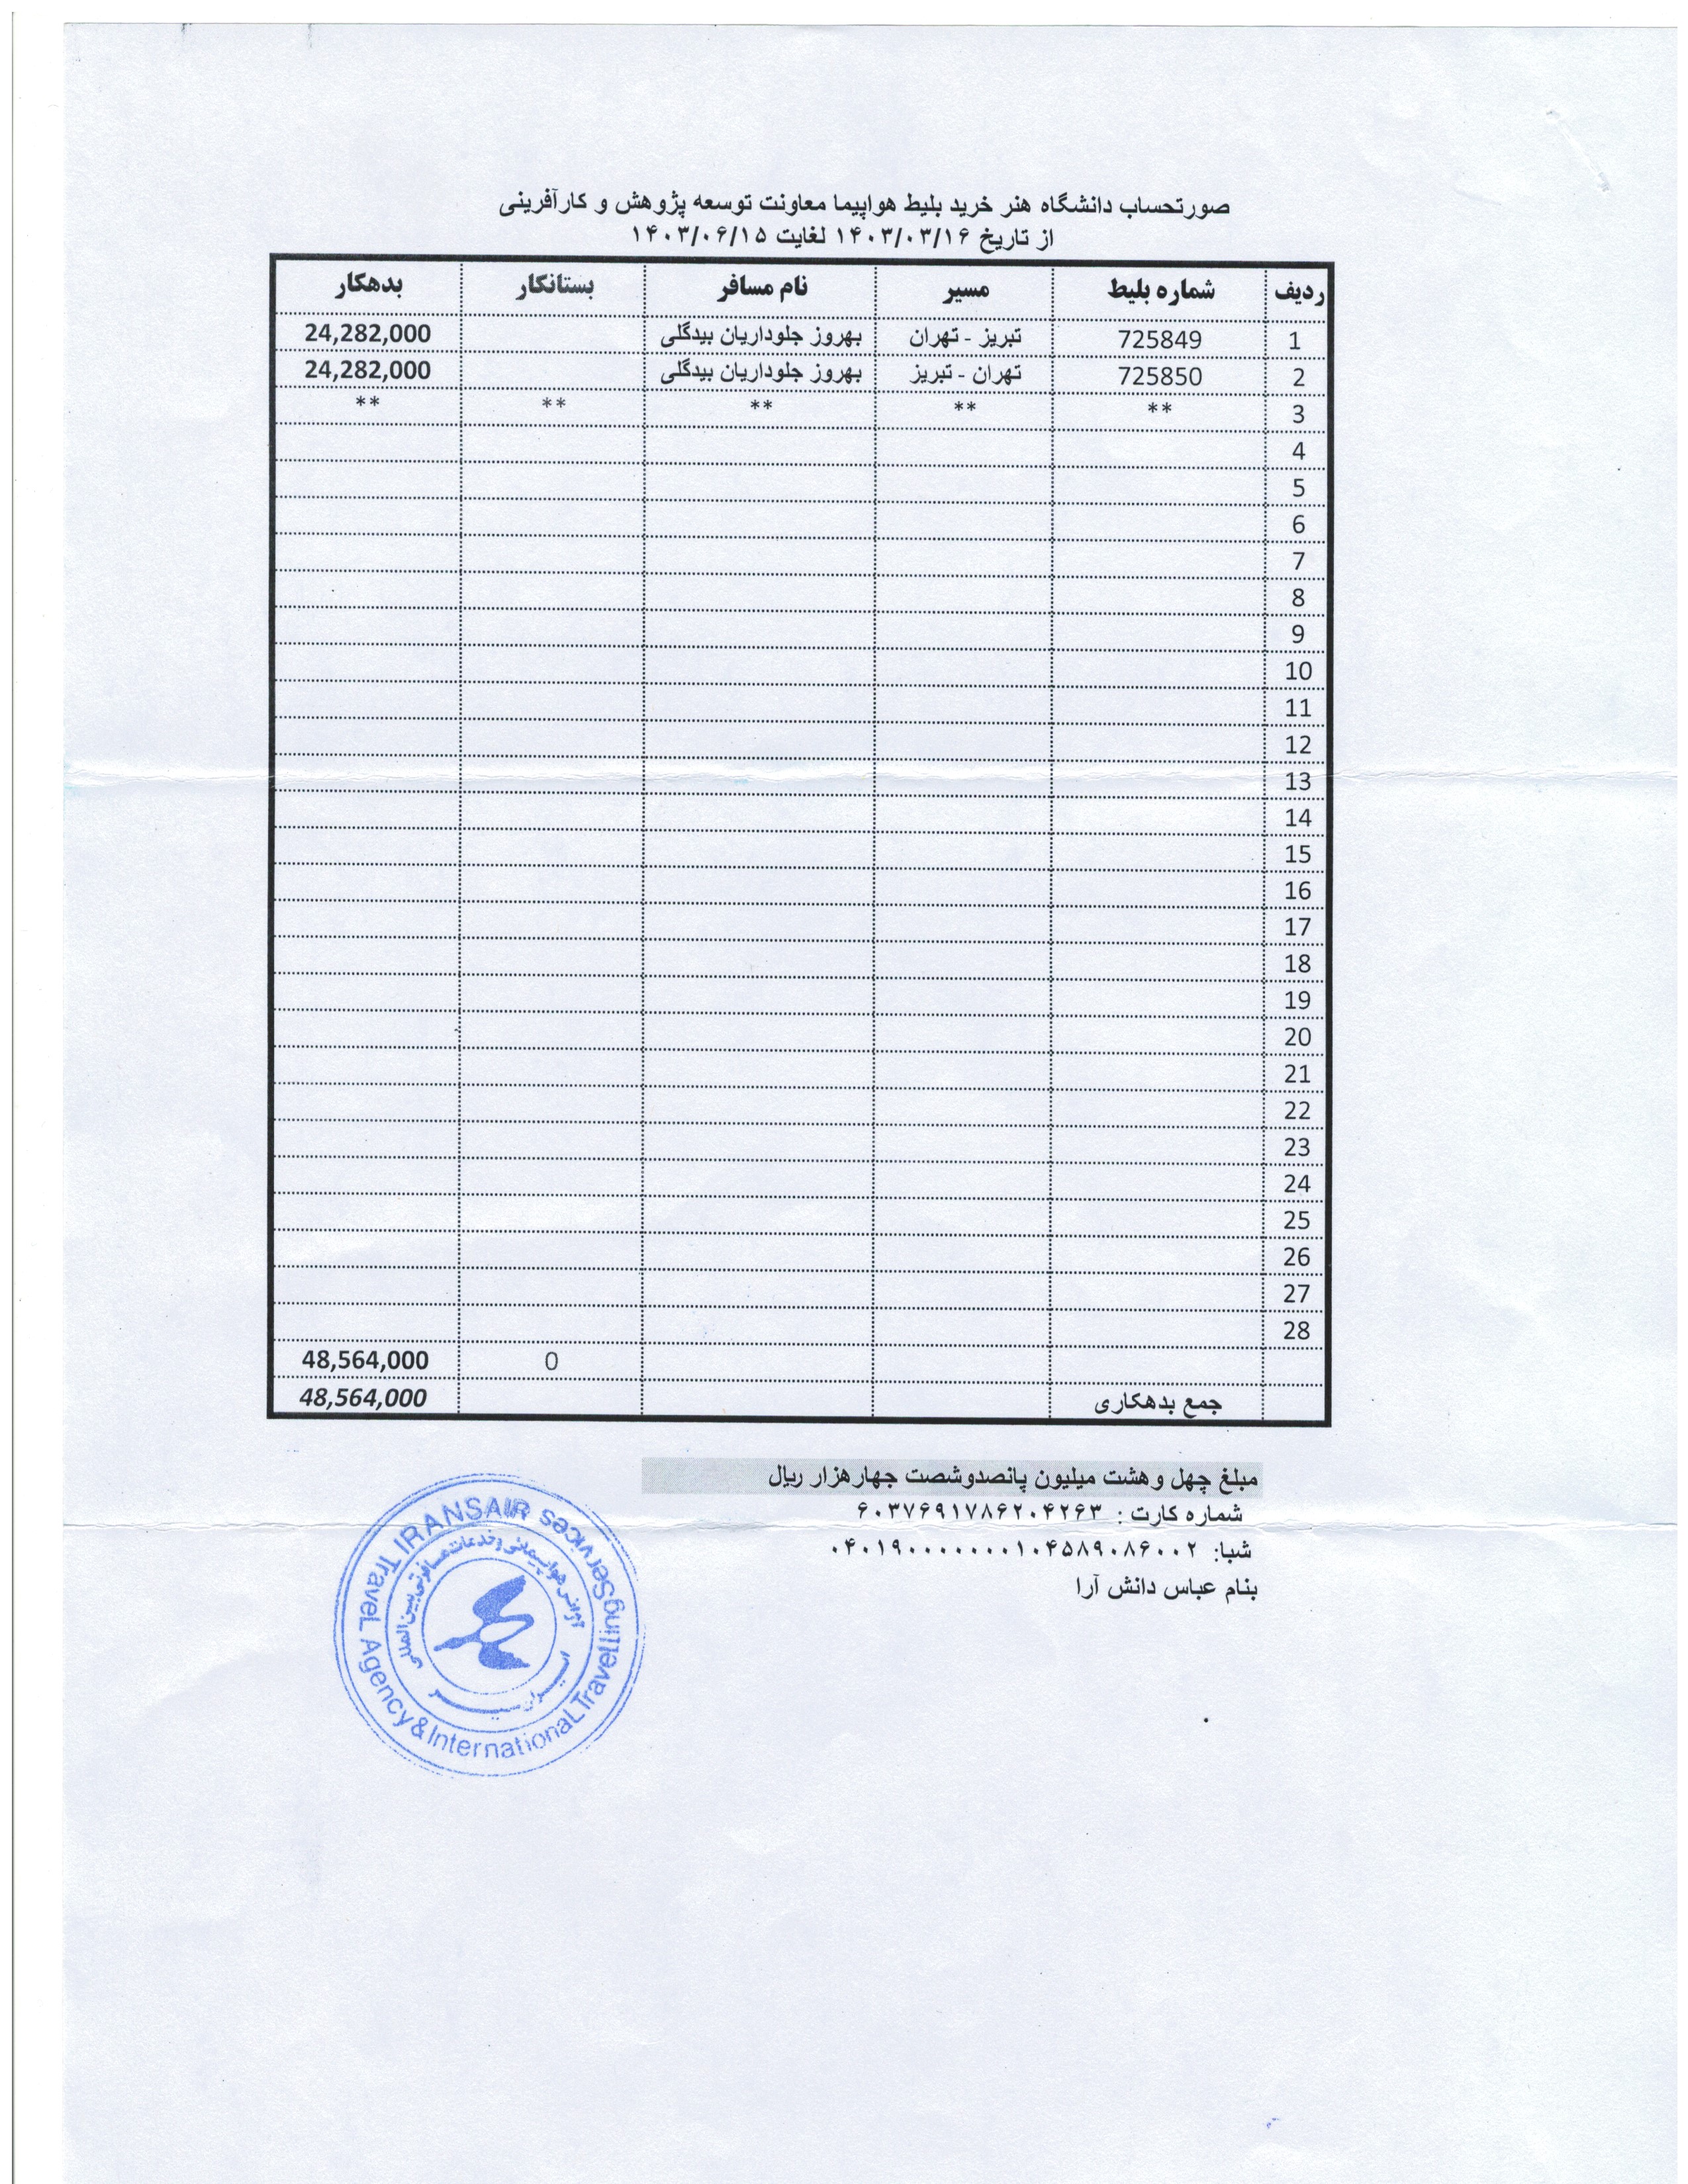 صورتحساب دانشگاه هنر خرید بلیط هواپیما معاونت توسعه پژوهش و کارآفرینی
از تاریخ ۱۴۰۳/۰۳/۱۶ لغایت ۱۴۰۳/۰۶/۱۵
ردیف شماره بلیط مسیر نام مسافر بستانکار بدهکار
1 725849 تبریز - تهران بهروز جلوداریان بیدگلی 24,282,000
2 725850 تهران - تبریز بهروز جلوداریان بیدگلی 24,282,000
3 ** ** ** ** **
4
5
6
7
8
9
10
11
12
13
14
15
16
17
18
19
20
21
22
23
24
25
26
27
28
0 48,564,000
جمع بدهکاری 48,564,000
مبلغ چهل وهشت میلیون پانصدوشصت جهارهزار ریال
شماره کارت : ۶۰۳۷۶۹۱۷۸۶۲۰۴۲۶۳
شبا: ۰۴۰۱۹۰۰۰۰۰۰۰۰۱۰۴۵۸۹۰۸۶۰۰۲
بنام عباس دانش آرا
IRANSAIR TraveL Agency & InternationaL Travelling Services
آژانس هواپیمائی و خدمات مسافرتی بین المللی
ایران سیر